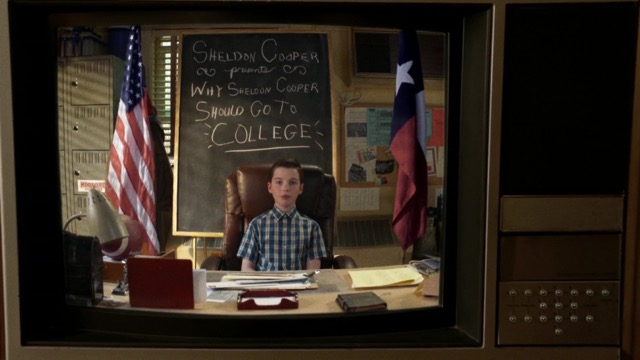 SHELDON COOPER
presents
WHY SHELDON COOPER
SHOULD GO TO
COLLEGE